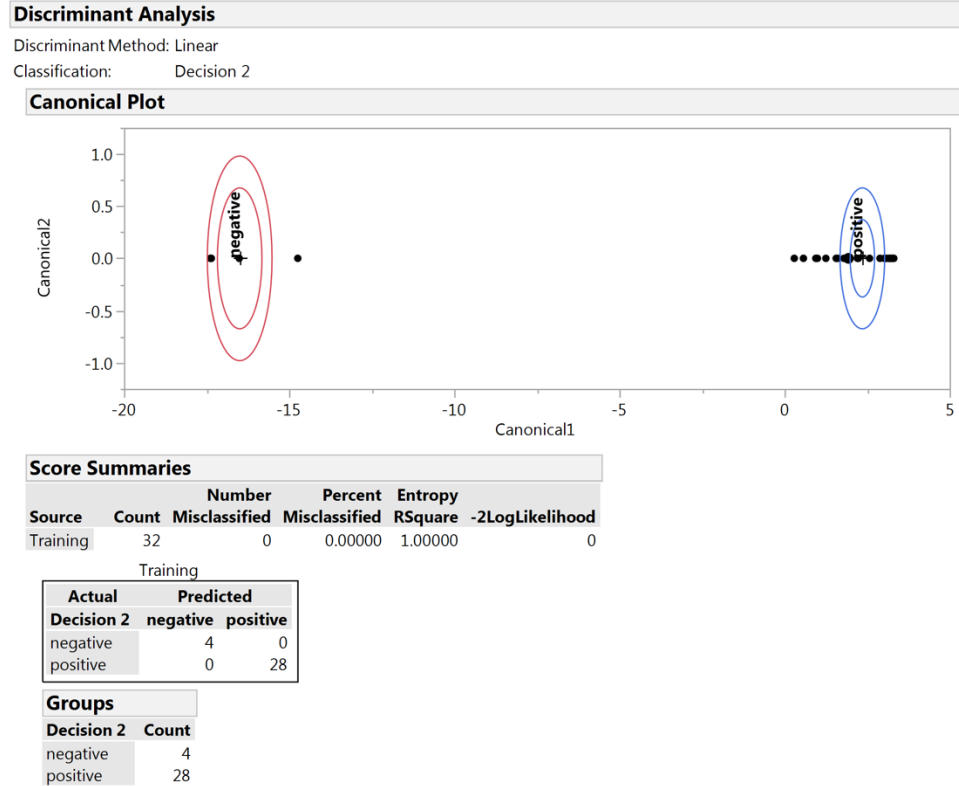 Discriminant Analysis
Discriminant Method: Linear
Classification: Decision 2
Canonical Plot
1.0
0.5
0.0
-0.5
-1.0
Canonical2
negative
positive
-20 -15 -10 -5 0 5
Canonical1
Score Summaries
Number Percent Entropy
Source Count Misclassified Misclassified RSquare -2LogLikelihood
Training 32 0 0.00000 1.00000 0
Training
Actual Predicted
Decision 2 negative positive
negative 4 0
positive 0 28
Groups
Decision 2 Count
negative 4
positive 28